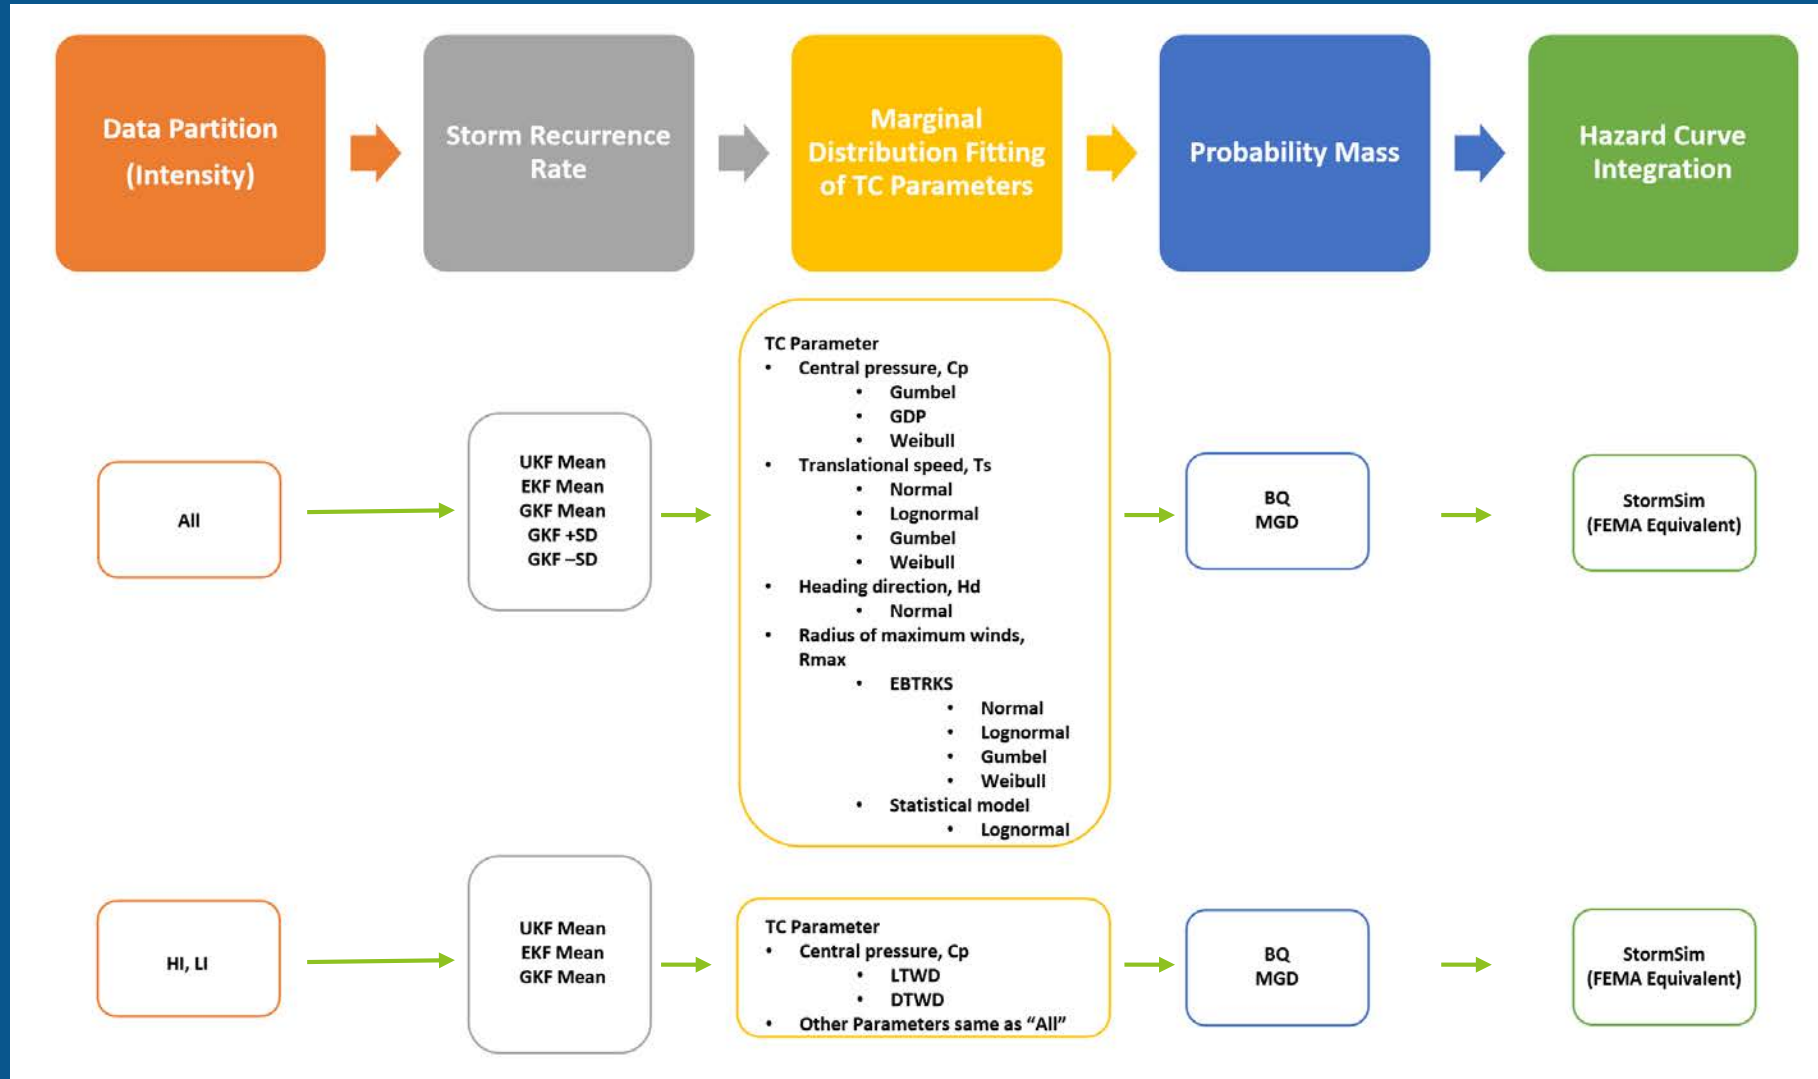 Data Partition
(Intensity)
Storm Recurrence
Rate
Marginal
Distribution Fitting
of TC Parameters
Probability Mass
Hazard Curve
Integration
All
UKF Mean
EKF Mean
GKF Mean
GKF +SD
GKF –SD
TC Parameter
• Central pressure, Cp
• Gumbel
• GDP
• Weibull
• Translational speed, Ts
• Normal
• Lognormal
• Gumbel
• Weibull
• Heading direction, Hd
• Normal
• Radius of maximum winds,
Rmax
• EBTRKS
• Normal
• Lognormal
• Gumbel
• Weibull
• Statistical model
• Lognormal
BQ
MGD
StormSim
(FEMA Equivalent)
HI, LI
UKF Mean
EKF Mean
GKF Mean
TC Parameter
• Central pressure, Cp
• LTWD
• DTWD
• Other Parameters same as “All”
BQ
MGD
StormSim
(FEMA Equivalent)